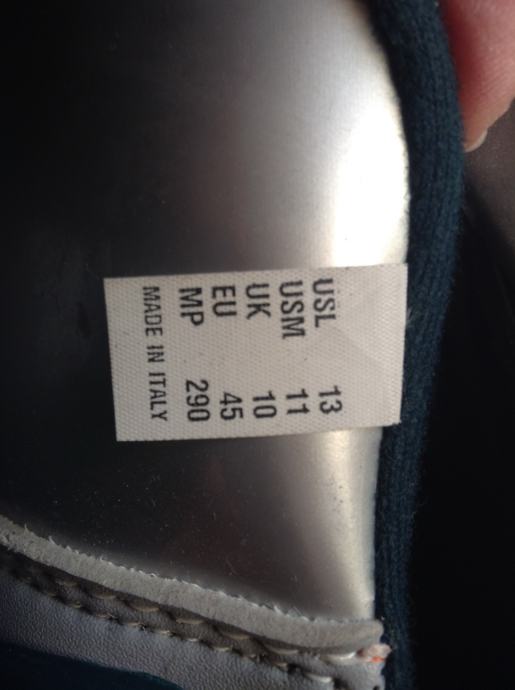 USL 13
USM 11
UK 10
EU 45
MP 290
MADE IN ITALY